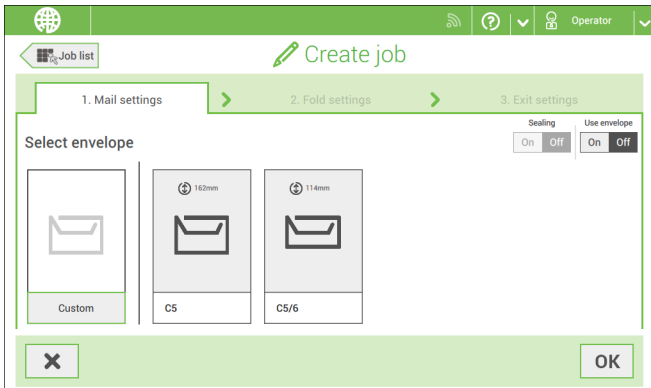 Operator
Job list
Create job
1. Mail settings
2. Fold settings
3. Exit settings
Select envelope
Sealing
On Off
Use envelope
On Off
Custom
162mm
C5
114mm
C5/6
OK